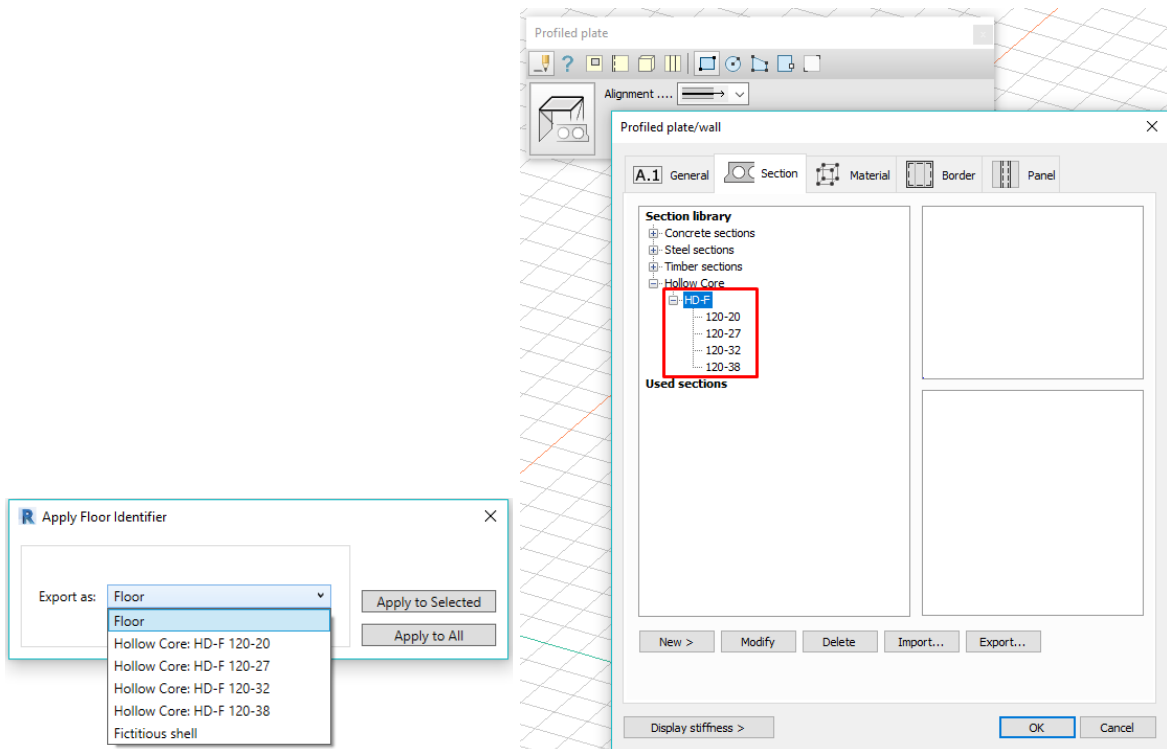 Profiled plate
Alignment ....
Profiled plate/wall
A.1 General
Section
Material
Border
Panel
Section library
Concrete sections
Steel sections
Timber sections
Hollow Core
HD-F
120-20
120-27
120-32
120-38
Used sections
New >
Modify
Delete
Import...
Export...
Display stiffness >
OK
Cancel
R Apply Floor Identifier
Export as:
Floor
Apply to Selected
Apply to All
Floor
Hollow Core: HD-F 120-20
Hollow Core: HD-F 120-27
Hollow Core: HD-F 120-32
Hollow Core: HD-F 120-38
Fictitious shell